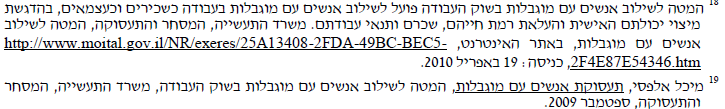 18 המטה לשילוב אנשים עם מוגבלות בשוק העבודה פועל לשילוב אנשים עם מוגבלות בעבודה כשכירים וכעצמאים, בהדגשת
מיצוי יכולתם האישית והעלאת רמת חייהם, שכרם ותנאי עבודתם. משרד התעשייה, המסחר והתעסוקה, המטה לשילוב
אנשים עם מוגבלות, באתר האינטרנט, http://www.moital.gov.il/NR/exeres/25A13408-2FDA-49BC-BEC5-
2F4E87E54346.htm, כניסה: 19 באפריל 2010.
19 מיכל אלפסי, תעסוקת אנשים עם מוגבלות, המטה לשילוב אנשים עם מוגבלות בשוק העבודה, משרד התעשייה, המסחר
והתעסוקה, ספטמבר 2009.